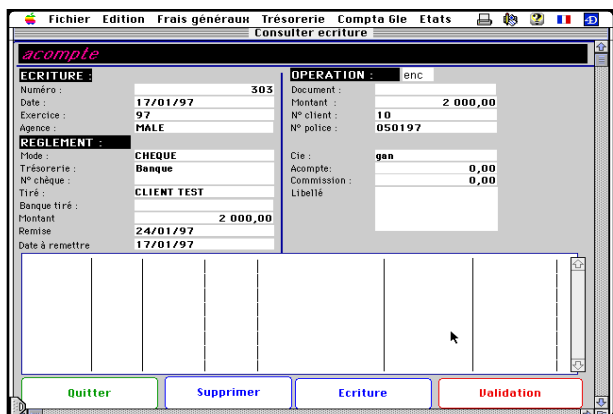 Fichier Edition Frais généraux Trésorerie Compta Gle Etats
Consulter ecriture
acompte
ECRITURE :
Numéro : 303
Date : 17/01/97
Exercice : 97
Agence : MALE
REGLEMENT :
Mode : CHEQUE
Trésorerie : Banque
N° chèque :
Tiré : CLIENT TEST
Banque tiré :
Montant 2 000,00
Remise 24/01/97
Date à remettre 17/01/97
OPERATION : enc
Document :
Montant : 2 000,00
N° client : 10
N° police : 050197
Cie : gan
Acompte: 0,00
Commission : 0,00
Libellé
Quitter Supprimer Ecriture Validation